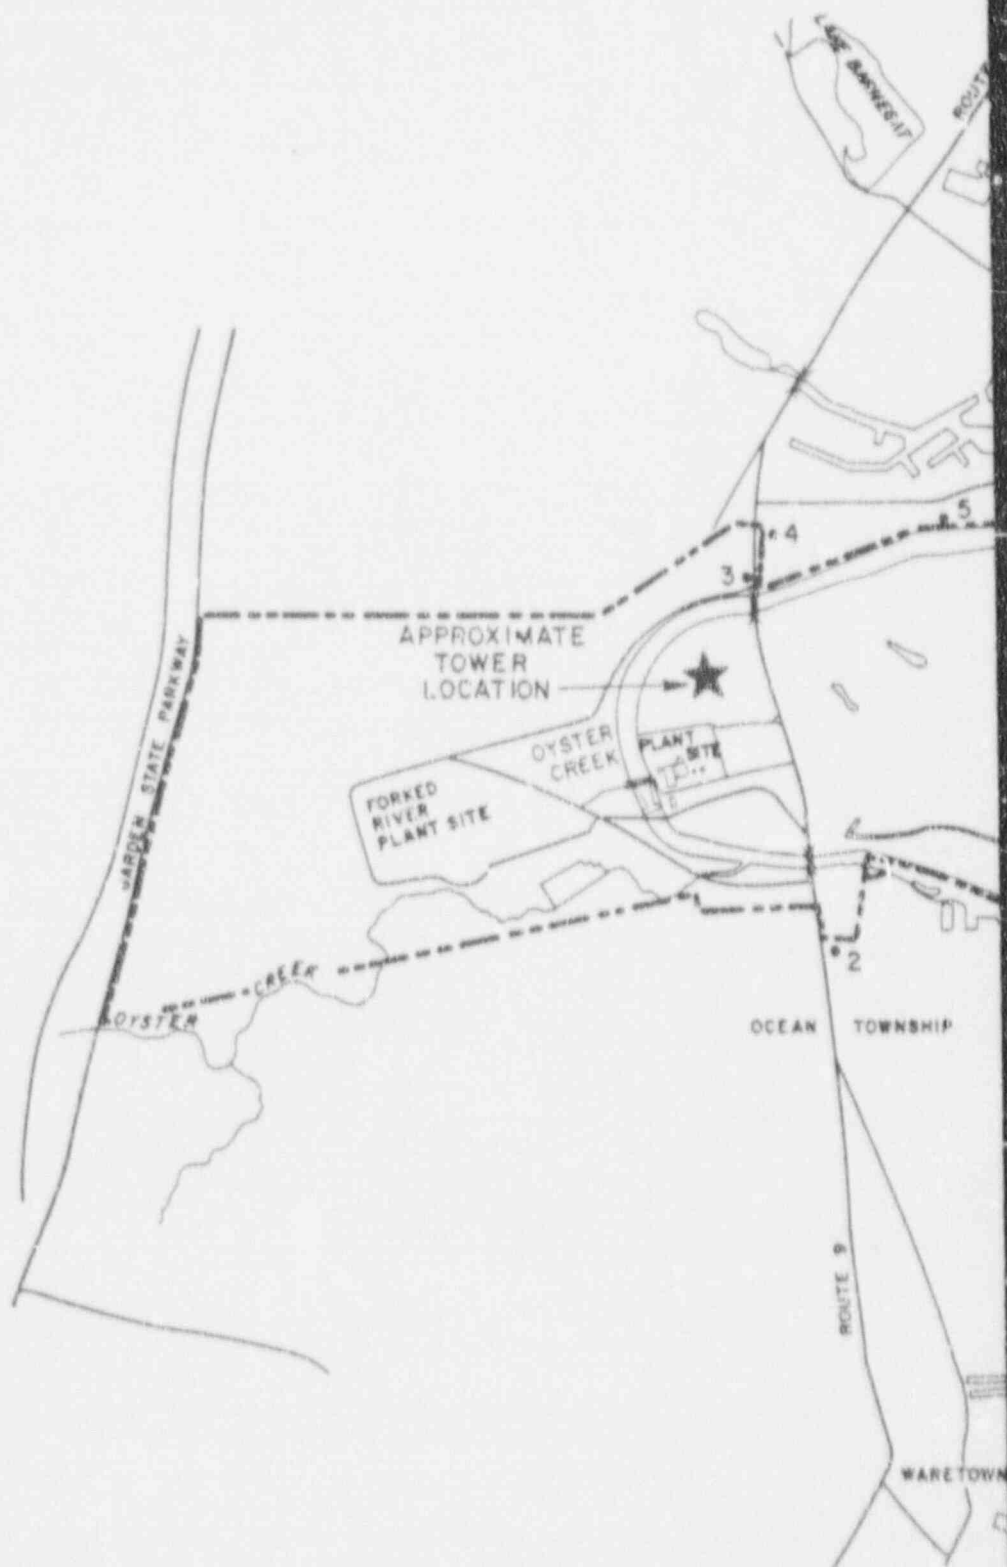 LAKE BARNEGAT
ROUTE
5
4
3
APPROXIMATE
TOWER
LOCATION
GARDEN STATE PARKWAY
OYSTER
CREEK
PLANT
SITE
FORKED
RIVER
PLANT SITE
2
OYSTER CREEK
OCEAN TOWNSHIP
ROUTE 9
WARETOWN